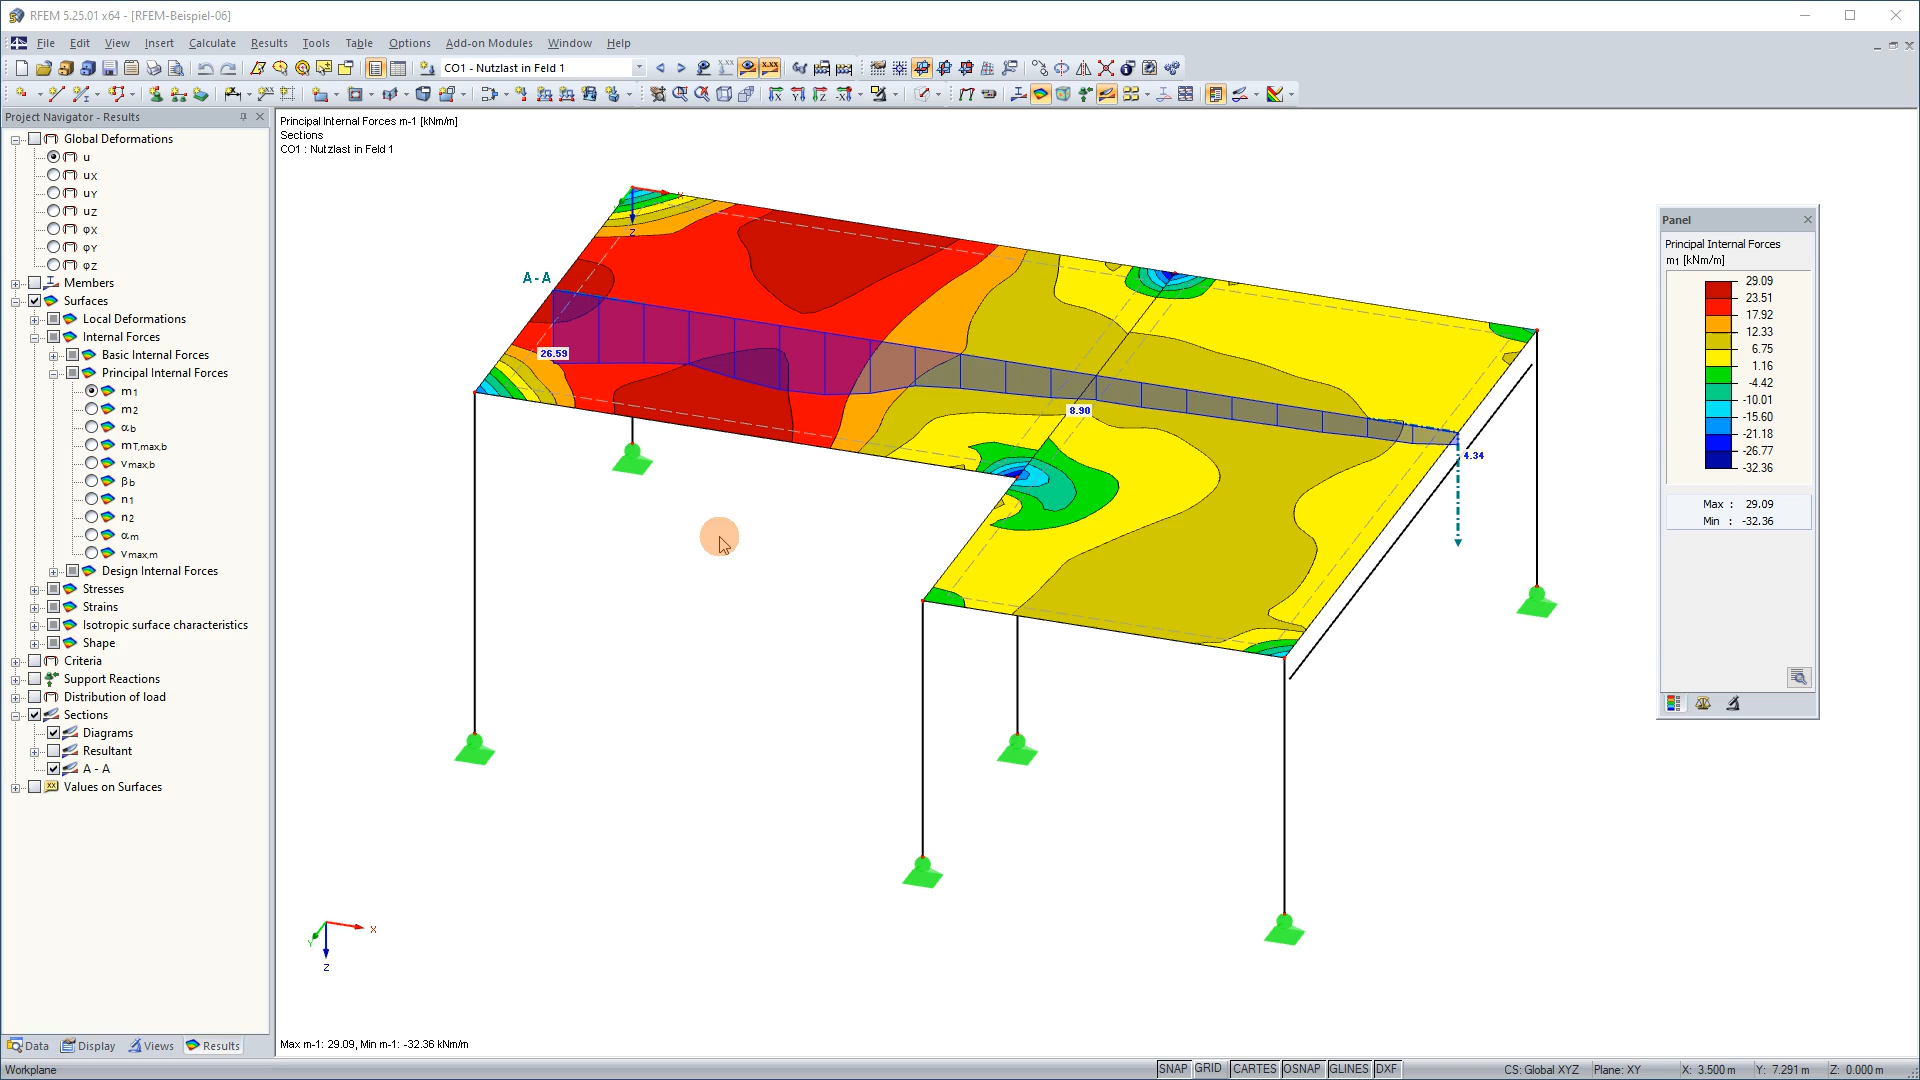 RFEM 5.25.01 x64 - [RFEM-Beispiel-06]
File Edit View Insert Calculate Results Tools Table Options Add-on Modules Window Help
CO1 - Nutzlast in Feld 1
Project Navigator - Results
Global Deformations
u
uX
uY
uZ
φX
φY
φZ
Members
Surfaces
Local Deformations
Internal Forces
Basic Internal Forces
Principal Internal Forces
m1
m2
αb
mT,max,b
vmax,b
βb
n1
n2
αm
vmax,m
Design Internal Forces
Stresses
Strains
Isotropic surface characteristics
Shape
Criteria
Support Reactions
Distribution of load
Sections
Diagrams
Resultant
A - A
Values on Surfaces
Data Display Views Results
Principal Internal Forces m-1 [kNm/m]
Sections
CO1 : Nutzlast in Feld 1
X
Z
A - A
26.59
8.90
4.34
X
Y
Z
Max m-1: 29.09, Min m-1: -32.36 kNm/m
Panel
Principal Internal Forces
m1 [kNm/m]
29.09
23.51
17.92
12.33
6.75
1.16
-4.42
-10.01
-15.60
-21.18
-26.77
-32.36
Max : 29.09
Min : -32.36
Workplane
SNAP GRID CARTES OSNAP GLINES DXF
CS: Global XYZ Plane: XY X: 3.500 m Y: 7.291 m Z: 0.000 m